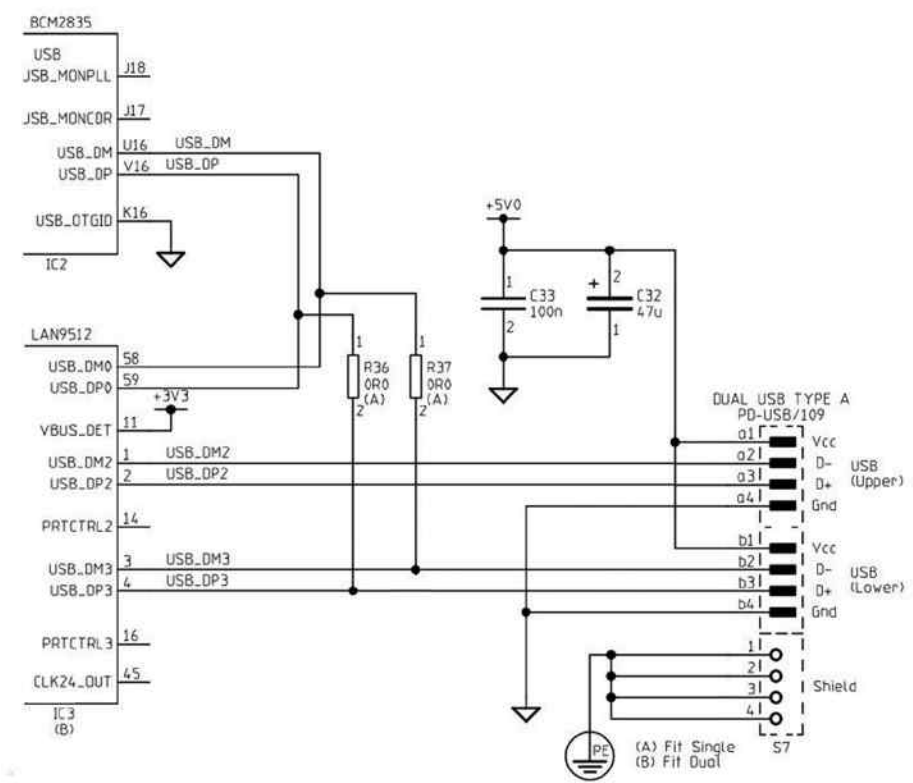 BCM2835
USB
USB_MONPLL J18
USB_MONCDR J17
USB_DM U16 USB_DM
USB_DP V16 USB_DP
USB_OTGID K16
IC2
+5V0
1
C33
100n
2
+ 2
C32
47u
1
LAN9512
USB_DM0 58
USB_DP0 59
+3V3
VBUS_DET 11
1
R36
0R0
(A)
2
1
R37
0R0
(A)
2
USB_DM2 1 USB_DM2
USB_DP2 2 USB_DP2
PRTCTRL2 14
USB_DM3 3 USB_DM3
USB_DP3 4 USB_DP3
PRTCTRL3 16
CLK24_OUT 45
IC3
(B)
DUAL USB TYPE A
PD-USB/109
a1 Vcc
a2 D-
a3 D+
a4 Gnd
USB
(Upper)
b1 Vcc
b2 D-
b3 D+
b4 Gnd
USB
(Lower)
1
2
3
4
Shield
S7
PE
(A) Fit Single
(B) Fit Dual